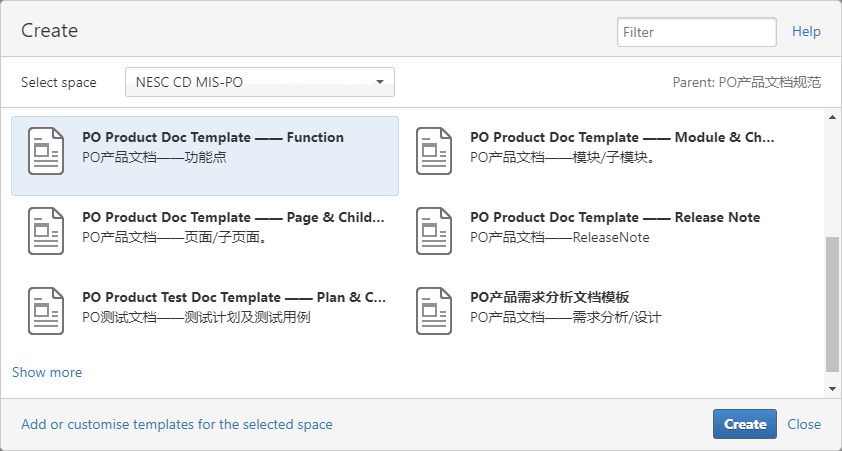 Create
Filter
Help
Select space
NESC CD MIS-PO
Parent: PO产品文档规范
PO Product Doc Template —— Function
PO产品文档——功能点
PO Product Doc Template —— Module & Ch...
PO产品文档——模块/子模块。
PO Product Doc Template —— Page & Child...
PO产品文档——页面/子页面。
PO Product Doc Template —— Release Note
PO产品文档——ReleaseNote
PO Product Test Doc Template —— Plan & C...
PO测试文档——测试计划及测试用例
PO产品需求分析文档模板
PO产品文档——需求分析/设计
Show more
Add or customise templates for the selected space
Create
Close